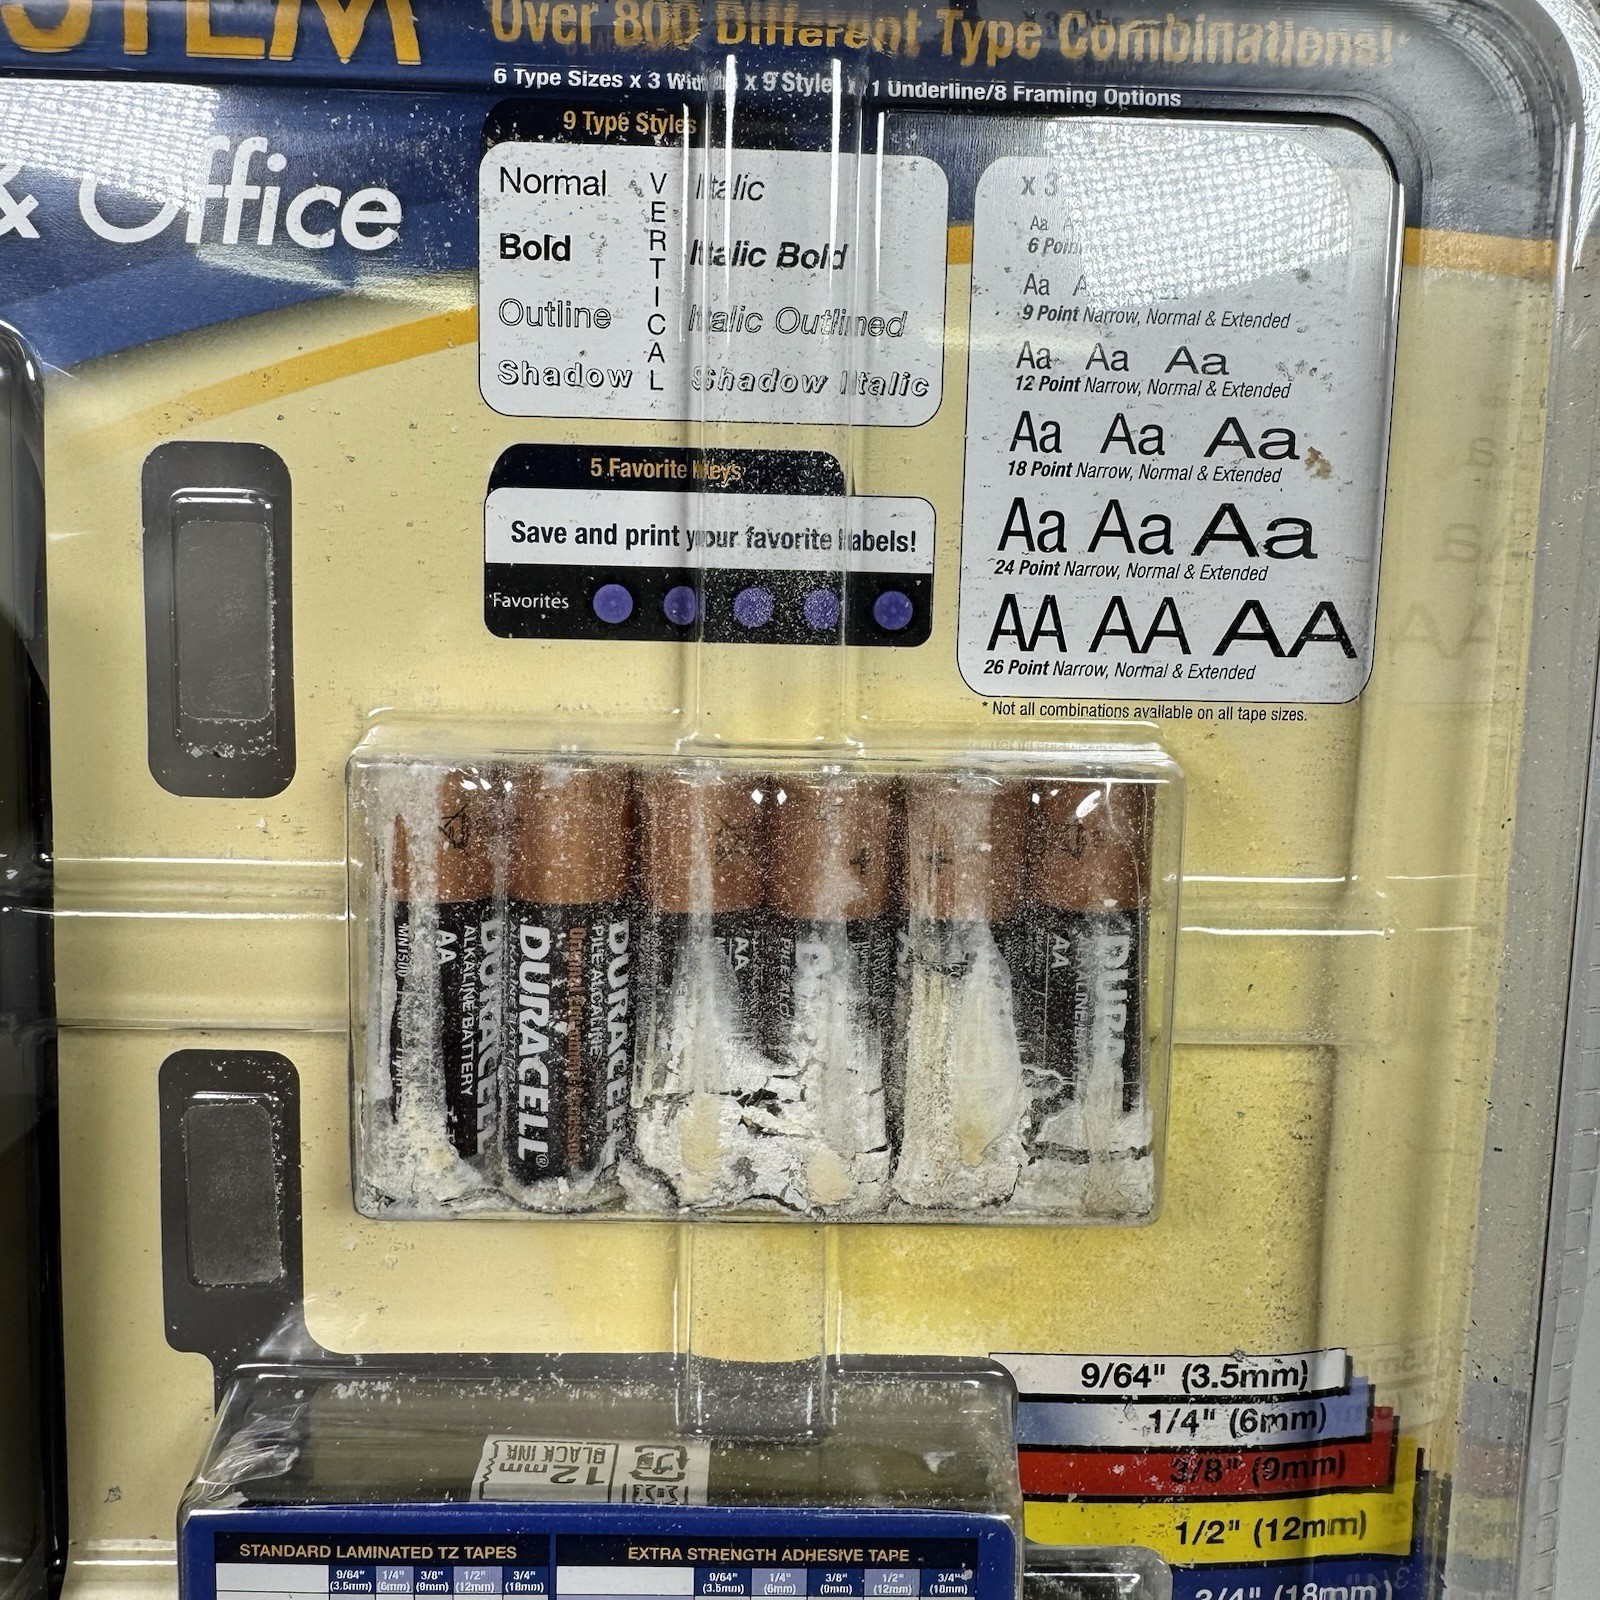 STEM
Over 800 Different Type Combinations!
6 Type Sizes x 3 Widths x 9 Styles x 1 Underline/8 Framing Options
& Office
9 Type Styles
Normal
Bold
Outline
Shadow
VERTICAL
Italic
Italic Bold
Italic Outlined
Shadow Italic
x 3
Aa
6 Point
Aa
9 Point Narrow, Normal & Extended
Aa Aa Aa
12 Point Narrow, Normal & Extended
Aa Aa Aa
18 Point Narrow, Normal & Extended
Aa Aa Aa
24 Point Narrow, Normal & Extended
AA AA AA
26 Point Narrow, Normal & Extended
* Not all combinations available on all tape sizes.
5 Favorite Keys
Save and print your favorite labels!
Favorites
MN1500
AA
ALKALINE BATTERY
DURACELL
DURACELL®
PILE ALCALINE
DURACELL
AA
AA
DURA
12mm
BLACK INK
9/64" (3.5mm)
1/4" (6mm)
3/8" (9mm)
1/2" (12mm)
3/4" (18mm)
STANDARD LAMINATED TZ TAPES
9/64" (3.5mm) 1/4" (6mm) 3/8" (9mm) 1/2" (12mm) 3/4" (18mm)
EXTRA STRENGTH ADHESIVE TAPE
9/64" (3.5mm) 1/4" (6mm) 3/8" (9mm) 1/2" (12mm) 3/4" (18mm)